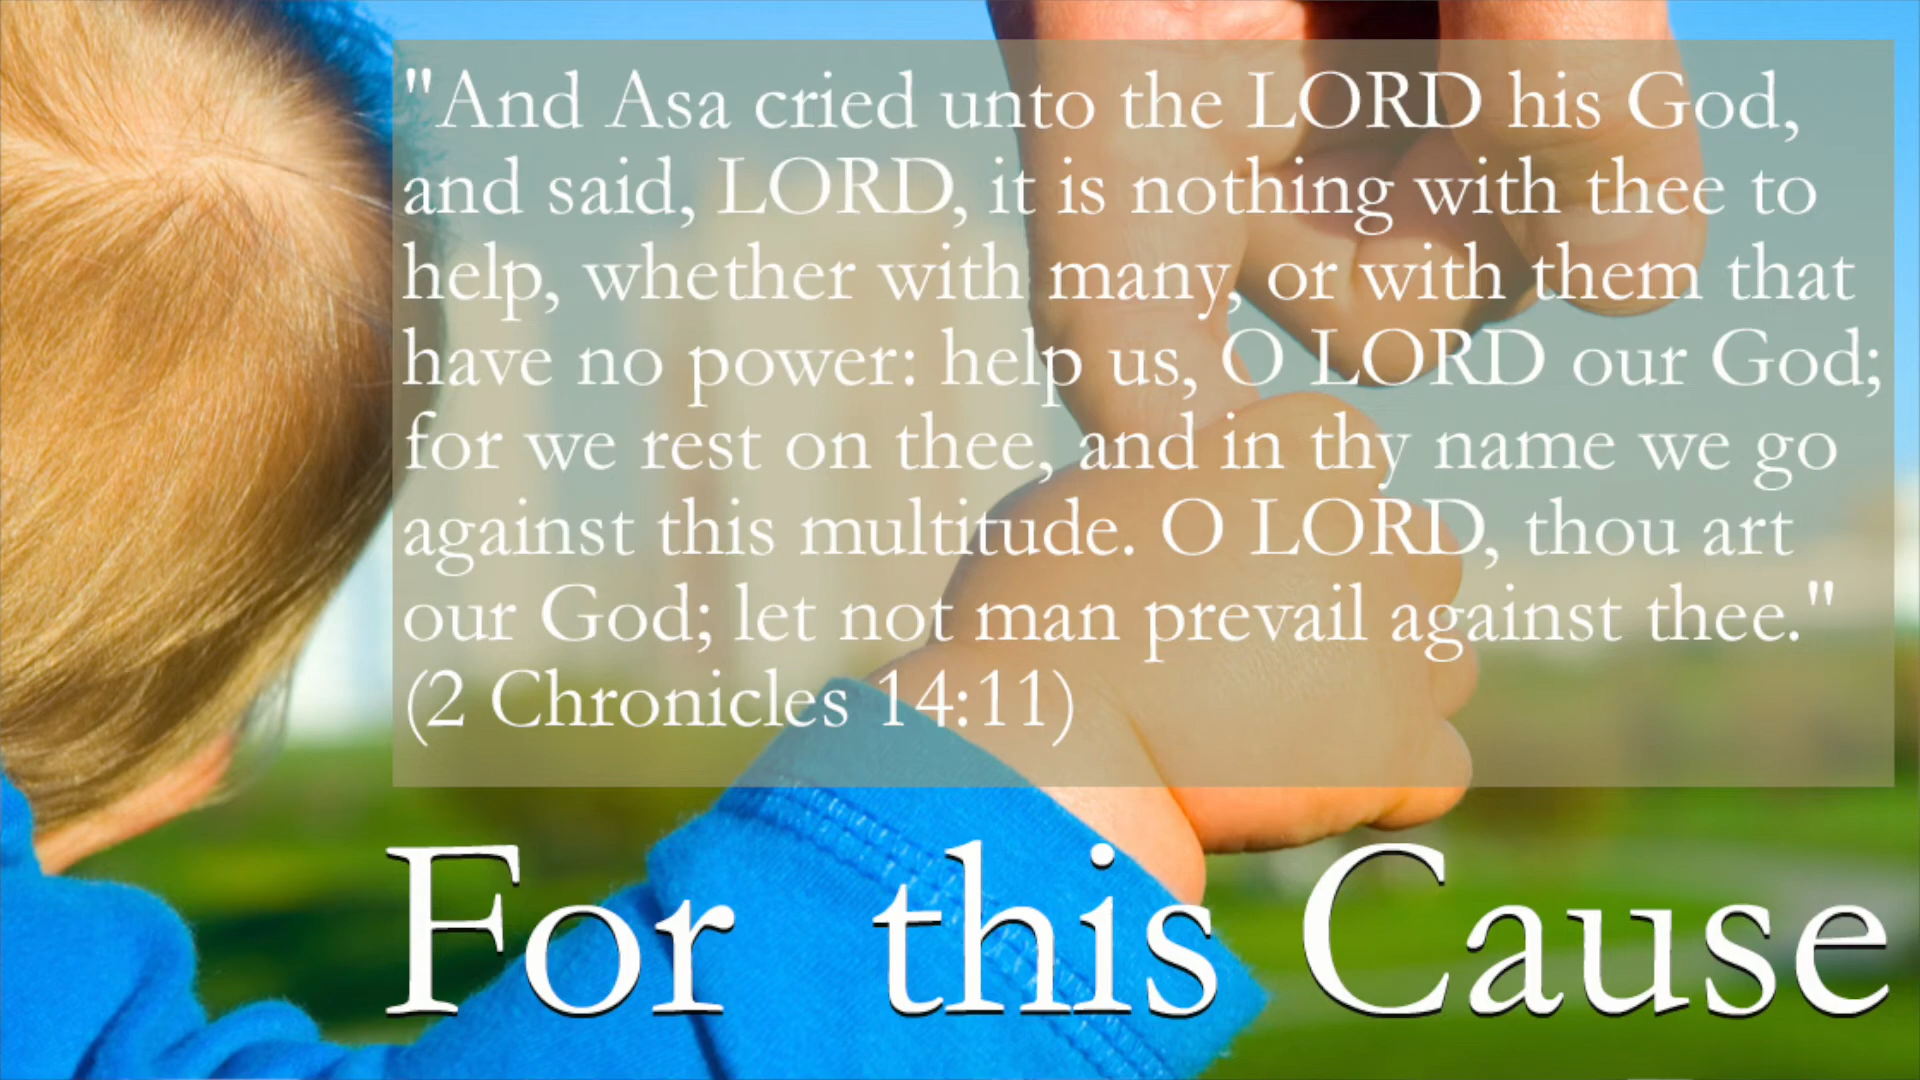 "And Asa cried unto the LORD his God,
and said, LORD, it is nothing with thee to
help, whether with many, or with them that
have no power: help us, O LORD our God;
for we rest on thee, and in thy name we go
against this multitude. O LORD, thou art
our God; let not man prevail against thee."
(2 Chronicles 14:11)
For this Cause